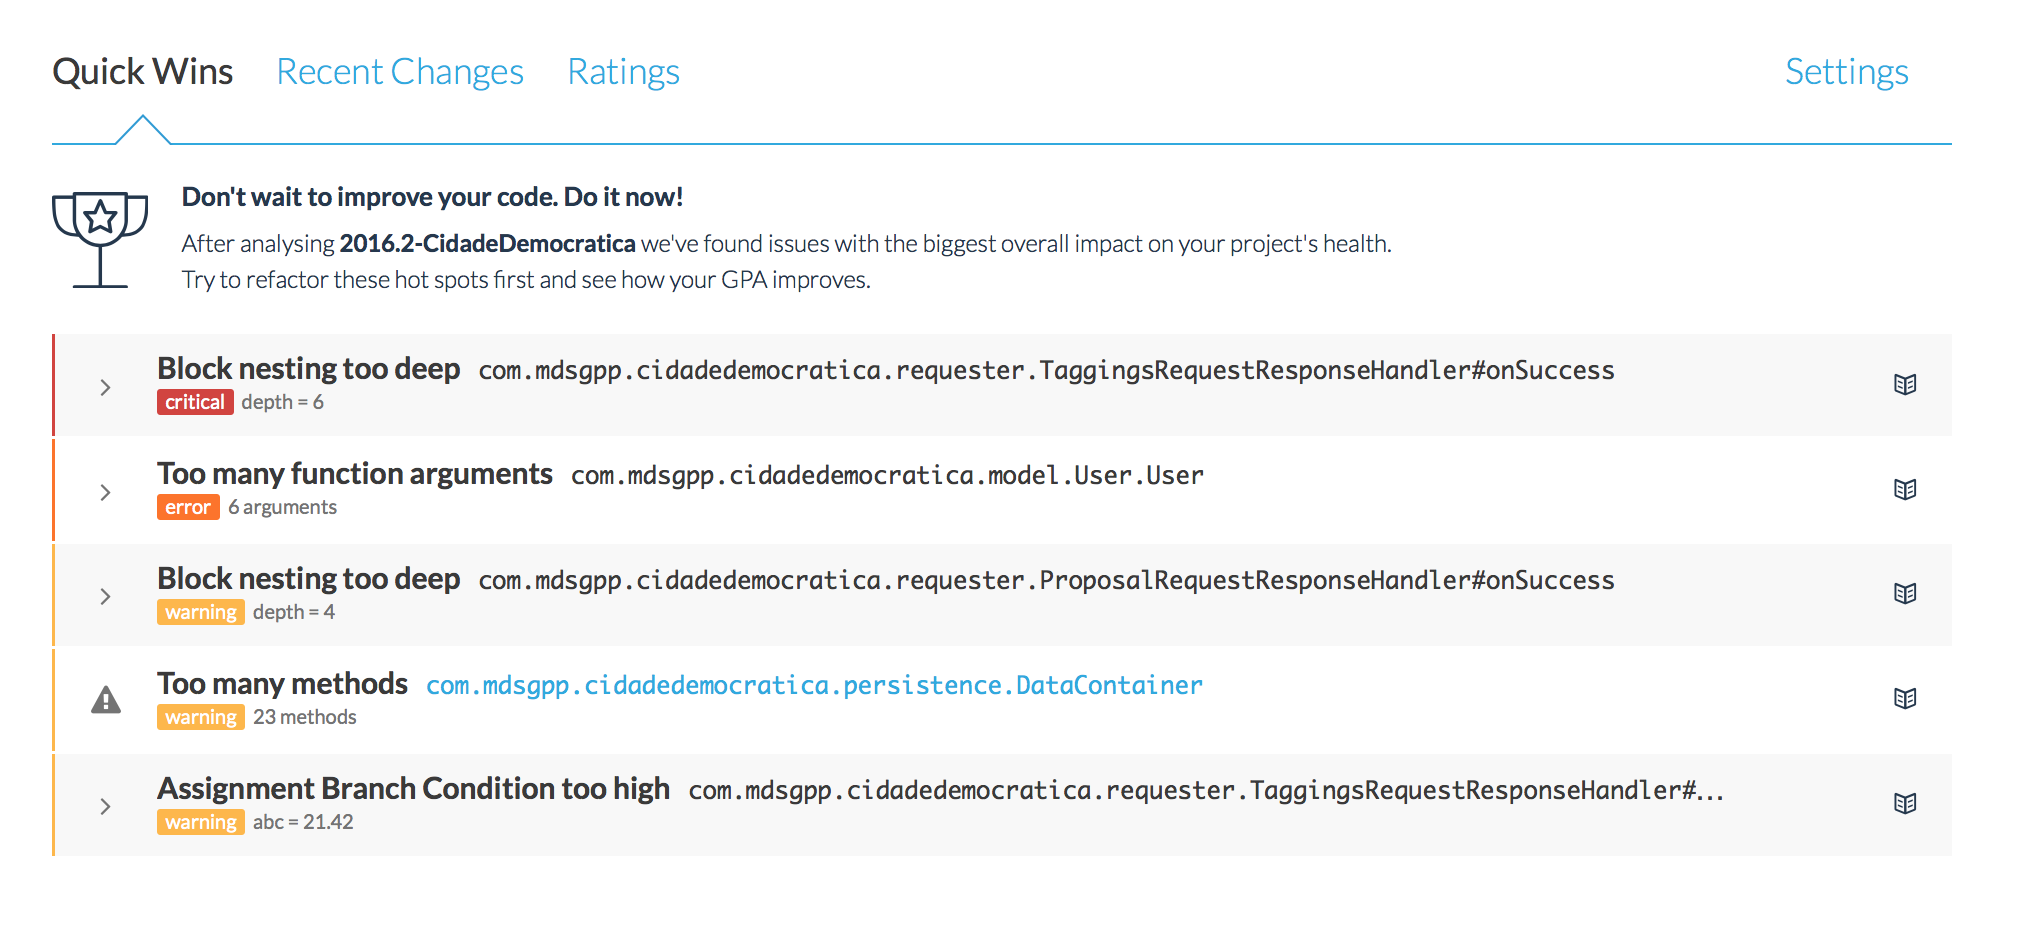 Quick Wins Recent Changes Ratings Settings
Don't wait to improve your code. Do it now!
After analysing 2016.2-CidadeDemocratica we've found issues with the biggest overall impact on your project's health.
Try to refactor these hot spots first and see how your GPA improves.
Block nesting too deep com.mdsgpp.cidadedemocratica.requester.TaggingsRequestResponseHandler#onSuccess
critical depth = 6
Too many function arguments com.mdsgpp.cidadedemocratica.model.User.User
error 6 arguments
Block nesting too deep com.mdsgpp.cidadedemocratica.requester.ProposalRequestResponseHandler#onSuccess
warning depth = 4
Too many methods com.mdsgpp.cidadedemocratica.persistence.DataContainer
warning 23 methods
Assignment Branch Condition too high com.mdsgpp.cidadedemocratica.requester.TaggingsRequestResponseHandler#...
warning abc = 21.42